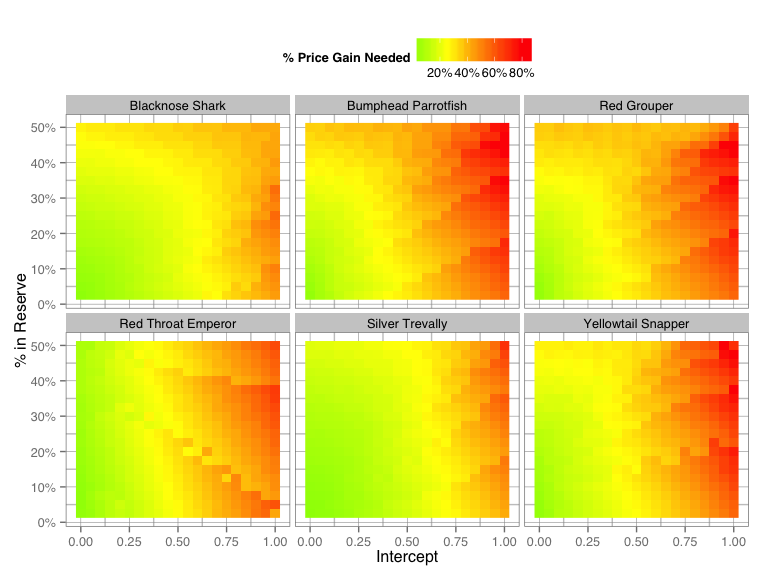 % Price Gain Needed
20% 40% 60% 80%
Blacknose Shark Bumphead Parrotfish Red Grouper
50%
40%
30%
20%
10%
0%
% in Reserve
Red Throat Emperor Silver Trevally Yellowtail Snapper
50%
40%
30%
20%
10%
0%
0.00 0.25 0.50 0.75 1.00 0.00 0.25 0.50 0.75 1.00 0.00 0.25 0.50 0.75 1.00
Intercept